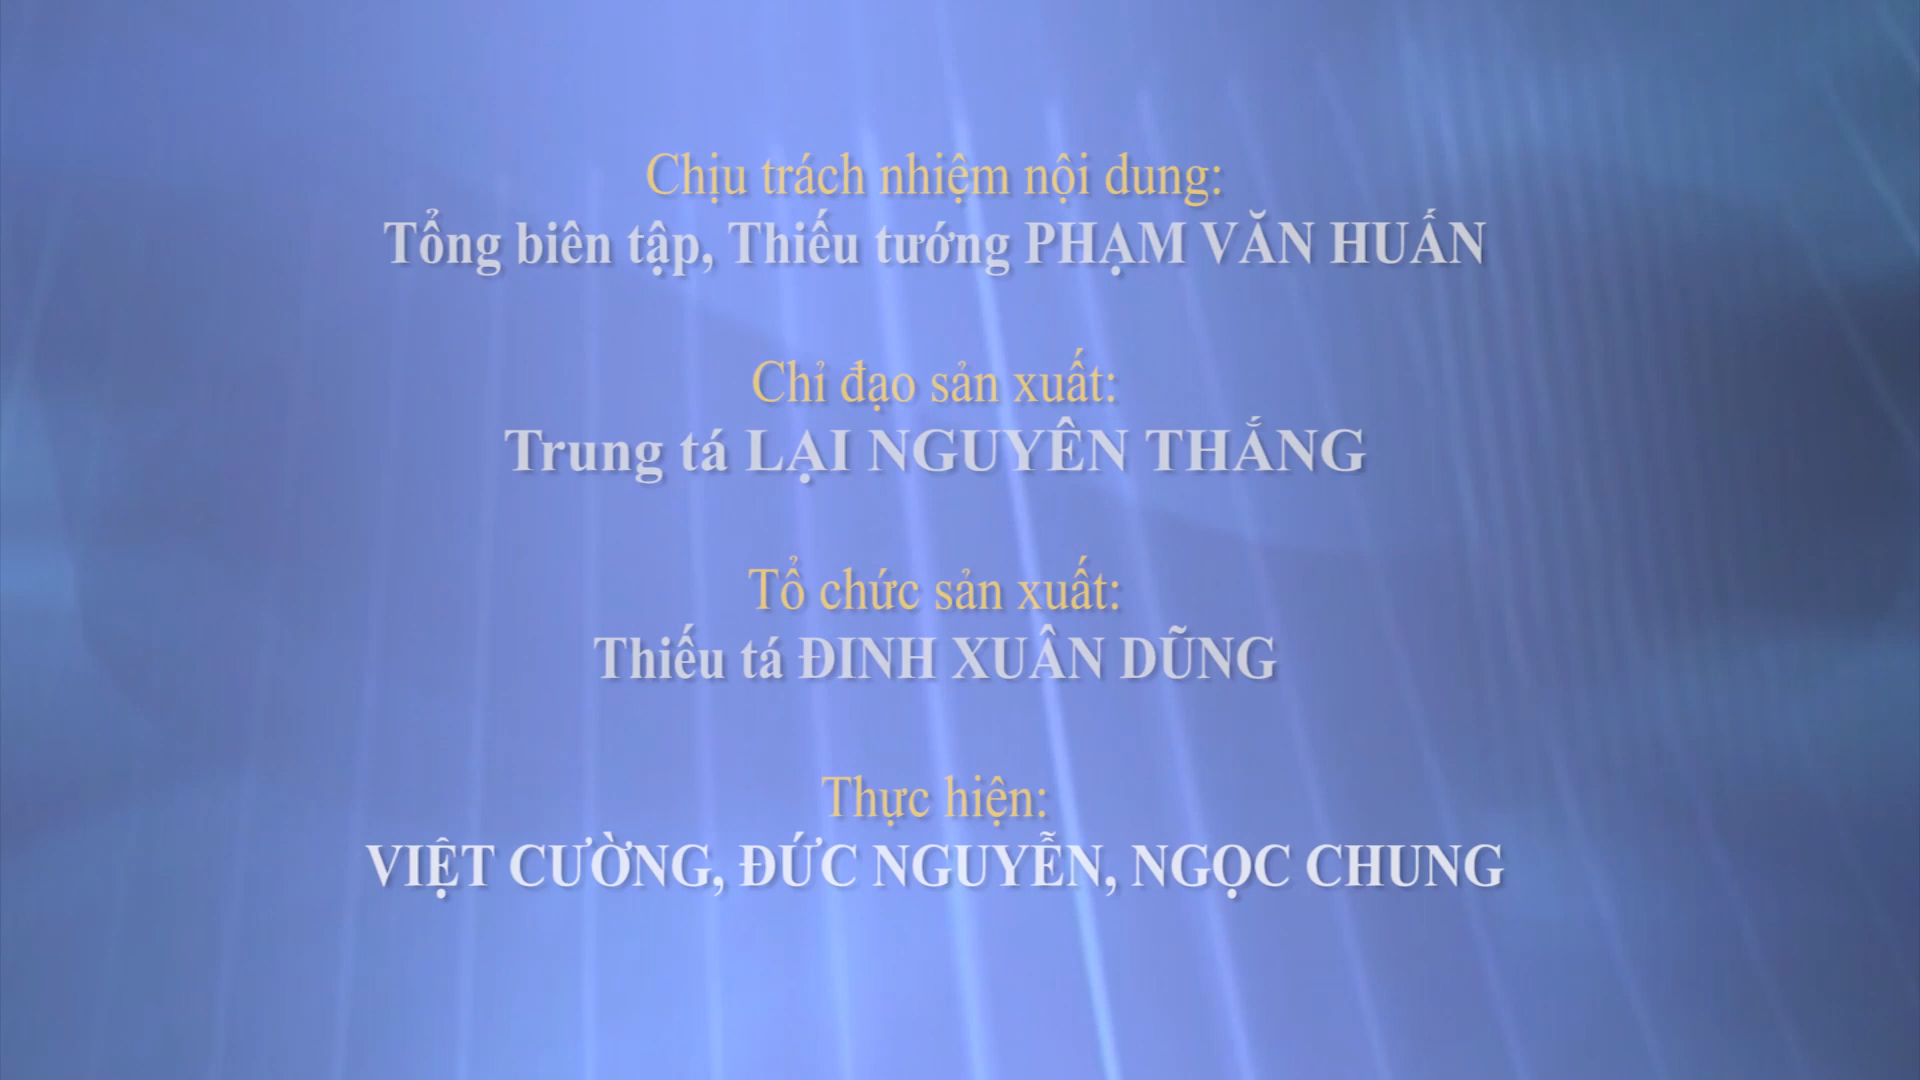 Chịu trách nhiệm nội dung:
Tổng biên tập, Thiếu tướng PHẠM VĂN HUẤN
Chỉ đạo sản xuất:
Trung tá LẠI NGUYÊN THẮNG
Tổ chức sản xuất:
Thiếu tá ĐINH XUÂN DŨNG
Thực hiện:
VIỆT CƯỜNG, ĐỨC NGUYỄN, NGỌC CHUNG